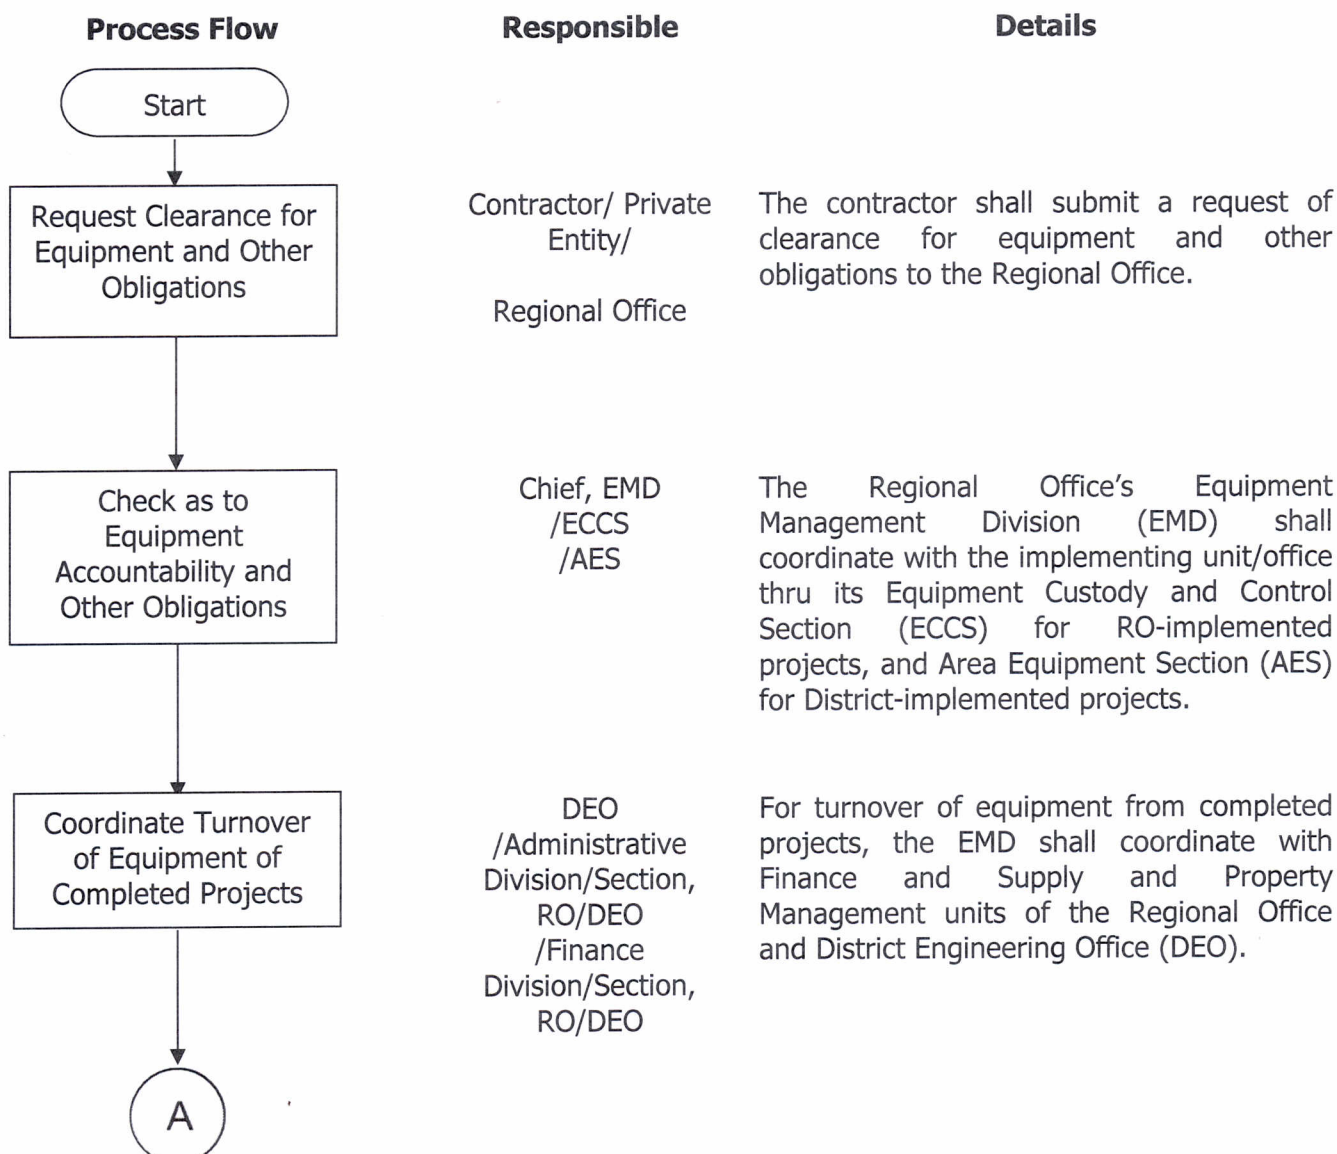 Process Flow
Responsible
Details
Start
Request Clearance for
Equipment and Other
Obligations
Contractor/ Private
Entity/
Regional Office
The contractor shall submit a request of
clearance for equipment and other
obligations to the Regional Office.
Check as to
Equipment
Accountability and
Other Obligations
Chief, EMD
/ECCS
/AES
The Regional Office's Equipment
Management Division (EMD) shall
coordinate with the implementing unit/office
thru its Equipment Custody and Control
Section (ECCS) for RO-implemented
projects, and Area Equipment Section (AES)
for District-implemented projects.
Coordinate Turnover
of Equipment of
Completed Projects
DEO
/Administrative
Division/Section,
RO/DEO
/Finance
Division/Section,
RO/DEO
For turnover of equipment from completed
projects, the EMD shall coordinate with
Finance and Supply and Property
Management units of the Regional Office
and District Engineering Office (DEO).
A